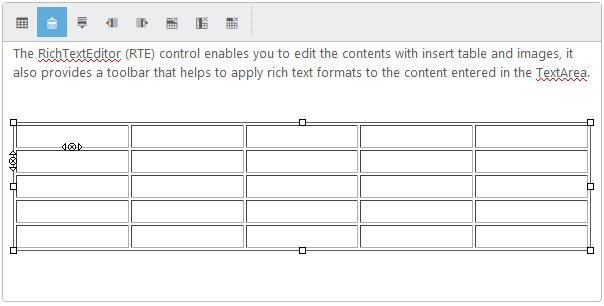 The RichTextEditor (RTE) control enables you to edit the contents with insert table and images, it
also provides a toolbar that helps to apply rich text formats to the content entered in the TextArea.